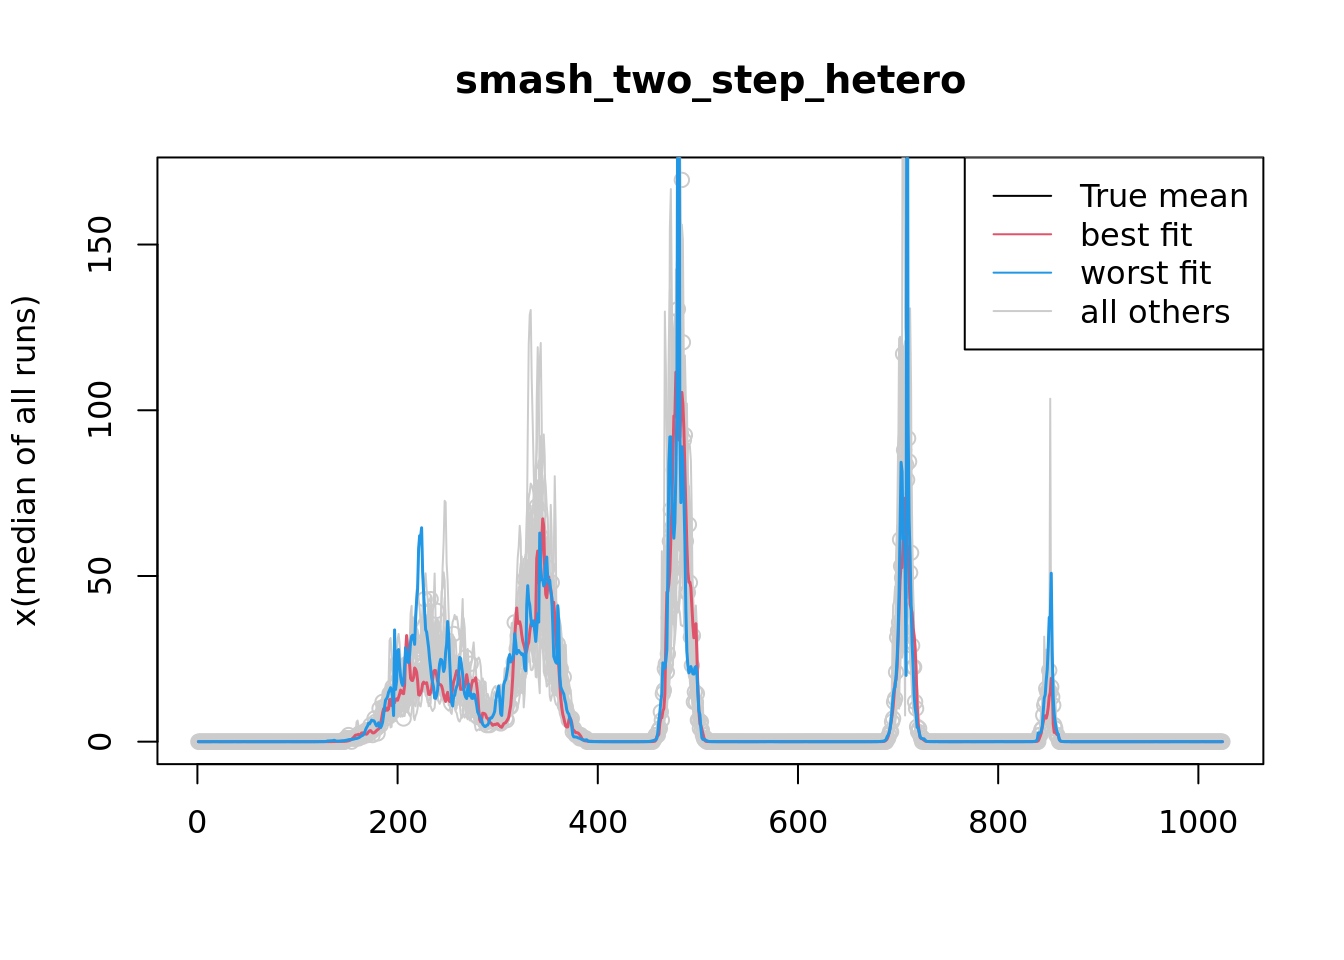 smash_two_step_hetero
True mean
best fit
worst fit
all others
x(median of all runs)
150
100
50
0
0 200 400 600 800 1000